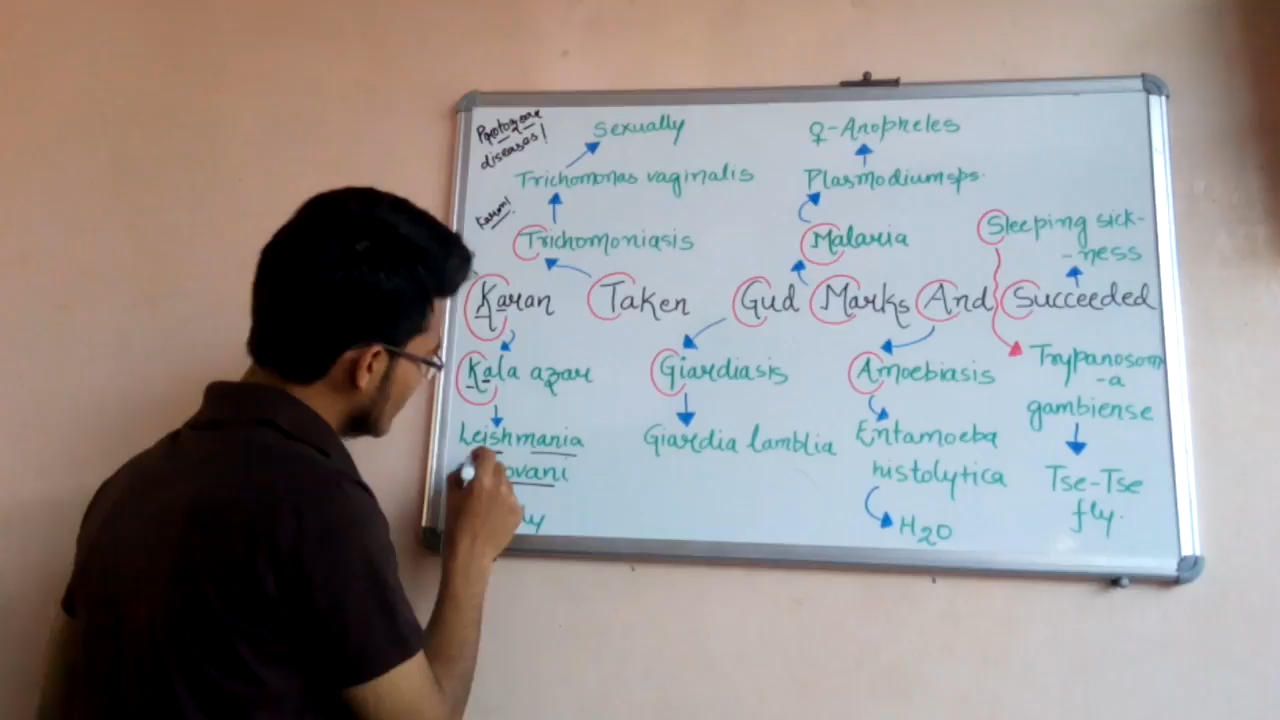 Protozoan
diseases!
Sexually
Trichomonas vaginalis
Trichomoniasis
♀-Anopheles
Plasmodium sps.
Malaria
Sleeping sick-
-ness
Karan Taken Gud Marks And Succeeded
Kala azar
Leishmania
Giardiasis
Giardia lamblia
Amoebiasis
Entamoeba
histolytica
H2O
Trypanosom
-a
gambiense
Tse-Tse
fly.